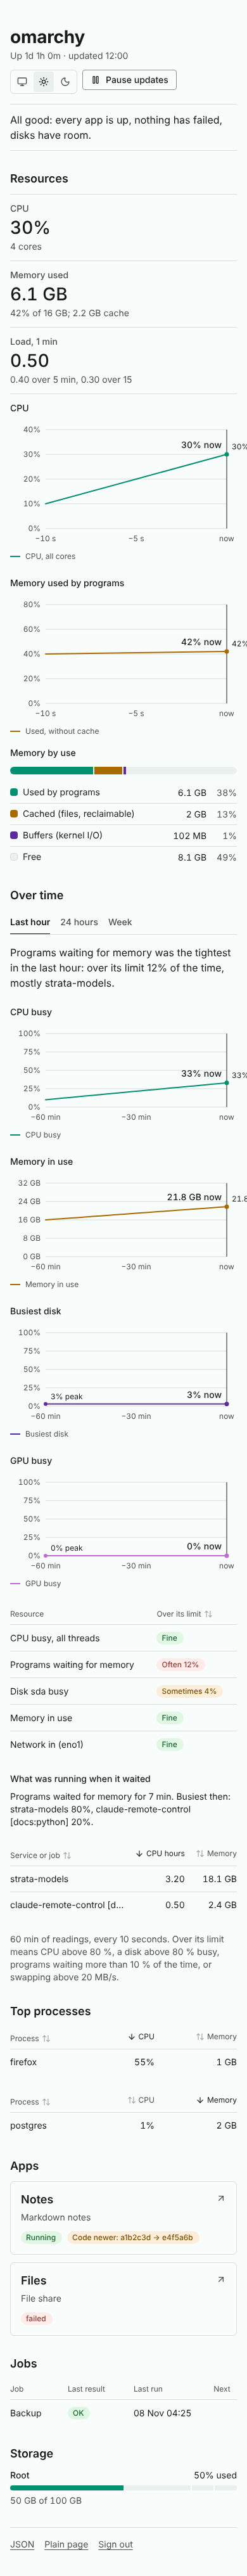 omarchy
Up 1d 1h 0m · updated 12:00
Pause updates
All good: every app is up, nothing has failed,
disks have room.
Resources
CPU
30%
4 cores
Memory used
6.1 GB
42% of 16 GB; 2.2 GB cache
Load, 1 min
0.50
0.40 over 5 min, 0.30 over 15
CPU
40%
30% now
30%
30%
20%
10%
0%
−10 s
−5 s
now
CPU, all cores
Memory used by programs
80%
60%
42% now
42%
40%
20%
0%
−10 s
−5 s
now
Used, without cache
Memory by use
Used by programs 6.1 GB 38%
Cached (files, reclaimable) 2 GB 13%
Buffers (kernel I/O) 102 MB 1%
Free 8.1 GB 49%
Over time
Last hour 24 hours Week
Programs waiting for memory was the tightest
in the last hour: over its limit 12% of the time,
mostly strata-models.
CPU busy
100%
75%
50%
33% now
33%
25%
0%
−60 min
−30 min
now
CPU busy
Memory in use
32 GB
24 GB
21.8 GB now
21.8
16 GB
8 GB
0 GB
−60 min
−30 min
now
Memory in use
Busiest disk
100%
75%
50%
25%
3% peak
3% now
0%
−60 min
−30 min
now
Busiest disk
GPU busy
100%
75%
50%
25%
0% peak
0% now
0%
−60 min
−30 min
now
GPU busy
Resource Over its limit
CPU busy, all threads Fine
Programs waiting for memory Often 12%
Disk sda busy Sometimes 4%
Memory in use Fine
Network in (eno1) Fine
What was running when it waited
Programs waited for memory for 7 min. Busiest then:
strata-models 80%, claude-remote-control
[docs:python] 20%.
Service or job CPU hours Memory
strata-models 3.20 18.1 GB
claude-remote-control [d… 0.50 2.4 GB
60 min of readings, every 10 seconds. Over its limit
means CPU above 80 %, a disk above 80 % busy,
programs waiting more than 10 % of the time, or
swapping above 20 MB/s.
Top processes
Process CPU Memory
firefox 55% 1 GB
Process CPU Memory
postgres 1% 2 GB
Apps
Notes
Markdown notes
Running Code newer: a1b2c3d → e4f5a6b
Files
File share
failed
Jobs
Job Last result Last run Next
Backup OK 08 Nov 04:25
Storage
Root 50% used
50 GB of 100 GB
JSON Plain page Sign out